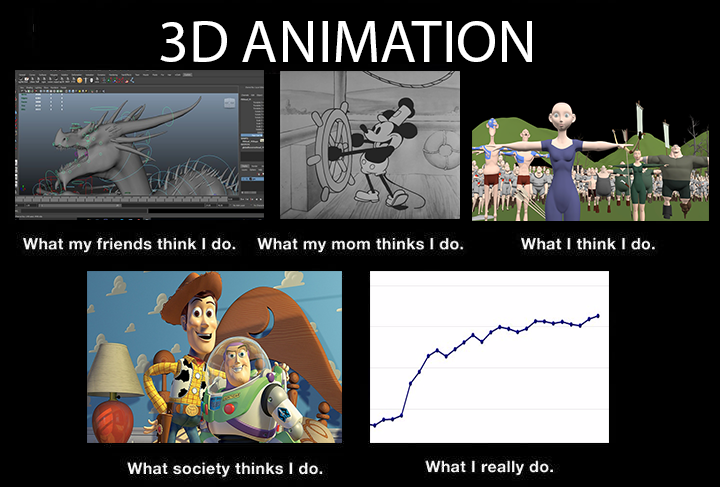 3D ANIMATION
What my friends think I do.
What my mom thinks I do.
What I think I do.
What society thinks I do.
What I really do.